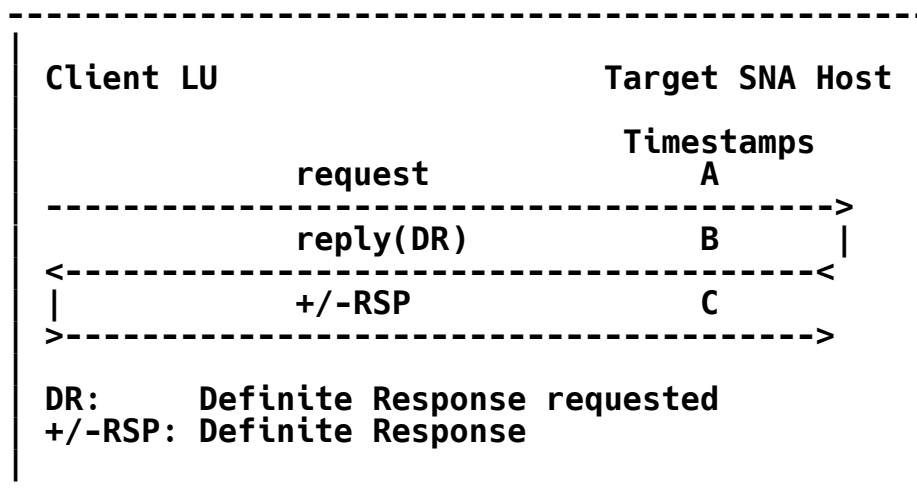 -----------------------------------------------
|
| Client LU                    Target SNA Host
|
|                               Timestamps
|              request              A
| ----------------------------------------->
|              reply(DR)            B      |
| <---------------------------------------<
| |            +/-RSP               C
| >--------------------------------------->
|
| DR:     Definite Response requested
| +/-RSP: Definite Response
|